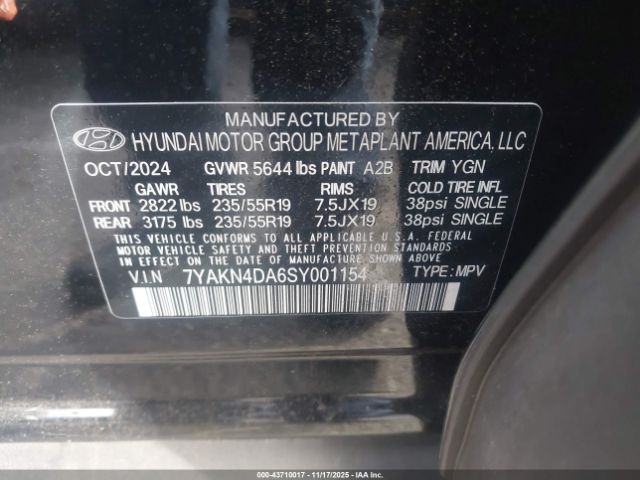 MANUFACTURED BY
HYUNDAI MOTOR GROUP METAPLANT AMERICA, LLC
OCT/2024 GVWR 5644 lbs PAINT A2B TRIM YGN
GAWR TIRES RIMS COLD TIRE INFL
FRONT 2822 lbs 235/55R19 7.5JX19 38psi SINGLE
REAR 3175 lbs 235/55R19 7.5JX19 38psi SINGLE
THIS VEHICLE CONFORMS TO ALL APPLICABLE U.S.A. FEDERAL
MOTOR VEHICLE SAFETY AND THEFT PREVENTION STANDARDS
IN EFFECT ON THE DATE OF MANUFACTURE SHOWN ABOVE.
V.I.N 7YAKN4DA6SY001154 TYPE : MPV
000-43710017 - 11/17/2025 - IAAI.COM